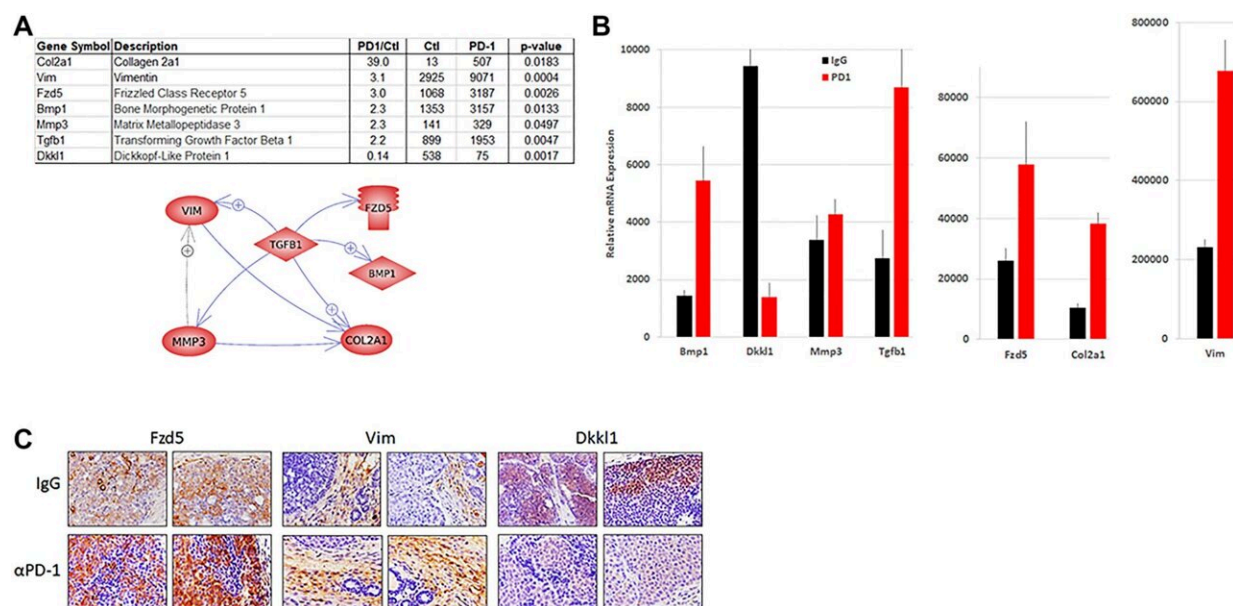 A
Gene Symbol Description PD1/Ctl Ctl PD-1 p-value
Col2a1 Collagen 2a1 39.0 13 507 0.0183
Vim Vimentin 3.1 2925 9071 0.0004
Fzd5 Frizzled Class Receptor 5 3.0 1068 3187 0.0026
Bmp1 Bone Morphogenetic Protein 1 2.3 1353 3157 0.0133
Mmp3 Matrix Metallopeptidase 3 2.3 141 329 0.0497
Tgfb1 Transforming Growth Factor Beta 1 2.2 899 1953 0.0047
Dkkl1 Dickkopf-Like Protein 1 0.14 538 75 0.0017
VIM
FZD5
TGFB1
BMP1
MMP3
COL2A1
+
+
+
+
B
Relative mRNA Expression
10000
8000
6000
4000
2000
0
IgG
PD1
Bmp1 Dkkl1 Mmp3 Tgfb1
80000
60000
40000
20000
0
Fzd5 Col2a1
800000
600000
400000
200000
0
Vim
C
Fzd5 Vim Dkkl1
IgG
αPD-1